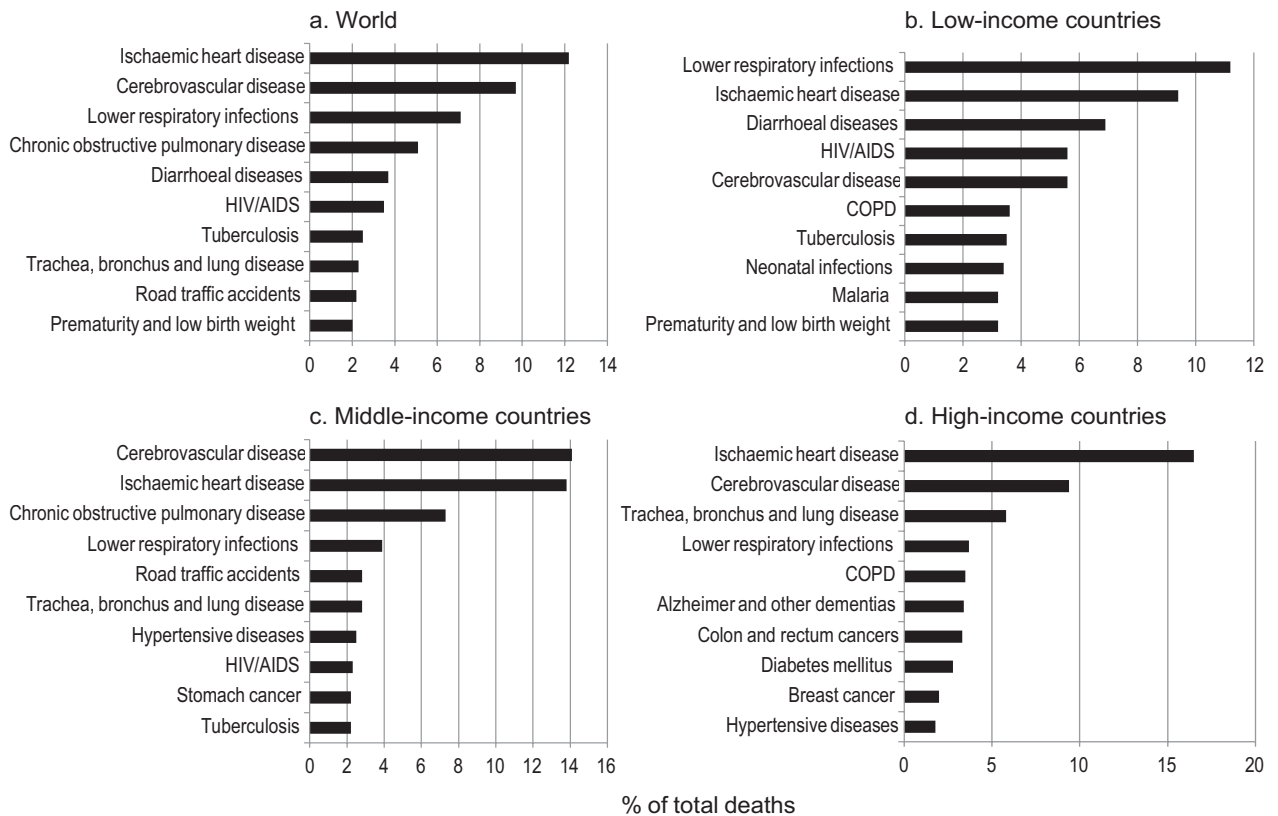 a. World
Ischaemic heart disease
Cerebrovascular disease
Lower respiratory infections
Chronic obstructive pulmonary disease
Diarrhoeal diseases
HIV/AIDS
Tuberculosis
Trachea, bronchus and lung disease
Road traffic accidents
Prematurity and low birth weight
0 2 4 6 8 10 12 14
b. Low-income countries
Lower respiratory infections
Ischaemic heart disease
Diarrhoeal diseases
HIV/AIDS
Cerebrovascular disease
COPD
Tuberculosis
Neonatal infections
Malaria
Prematurity and low birth weight
0 2 4 6 8 10 12
c. Middle-income countries
Cerebrovascular disease
Ischaemic heart disease
Chronic obstructive pulmonary disease
Lower respiratory infections
Road traffic accidents
Trachea, bronchus and lung disease
Hypertensive diseases
HIV/AIDS
Stomach cancer
Tuberculosis
0 2 4 6 8 10 12 14 16
d. High-income countries
Ischaemic heart disease
Cerebrovascular disease
Trachea, bronchus and lung disease
Lower respiratory infections
COPD
Alzheimer and other dementias
Colon and rectum cancers
Diabetes mellitus
Breast cancer
Hypertensive diseases
0 5 10 15 20
% of total deaths